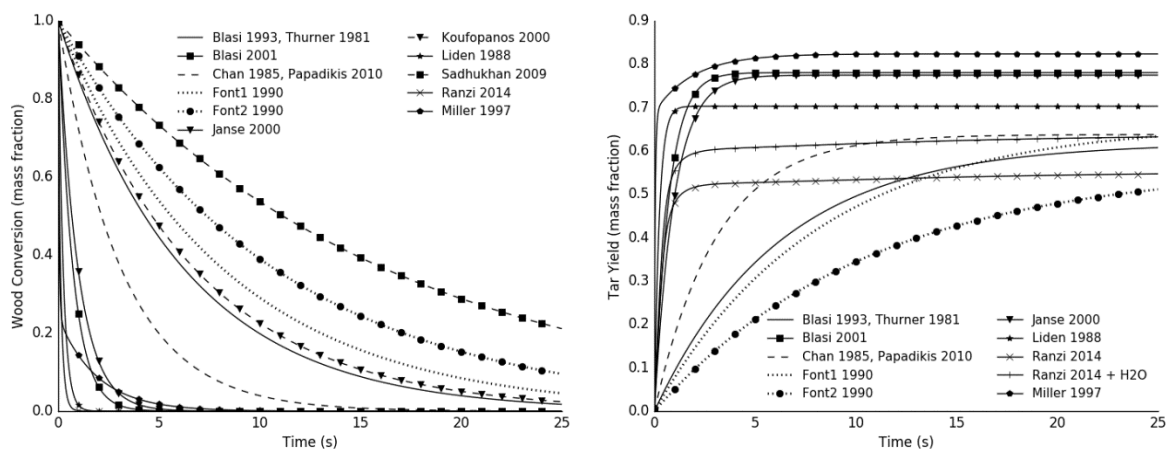 1.0
0.8
0.6
0.4
0.2
0.0
Wood Conversion (mass fraction)
Blasi 1993, Thurner 1981
Blasi 2001
Chan 1985, Papadikis 2010
Font1 1990
Font2 1990
Janse 2000
Koufopanos 2000
Liden 1988
Sadhukhan 2009
Ranzi 2014
Miller 1997
0 5 10 15 20 25
Time (s)
0.9
0.8
0.7
0.6
0.5
0.4
0.3
0.2
0.1
0.0
Tar Yield (mass fraction)
Blasi 1993, Thurner 1981
Blasi 2001
Chan 1985, Papadikis 2010
Font1 1990
Font2 1990
Janse 2000
Liden 1988
Ranzi 2014
Ranzi 2014 + H2O
Miller 1997
0 5 10 15 20 25
Time (s)